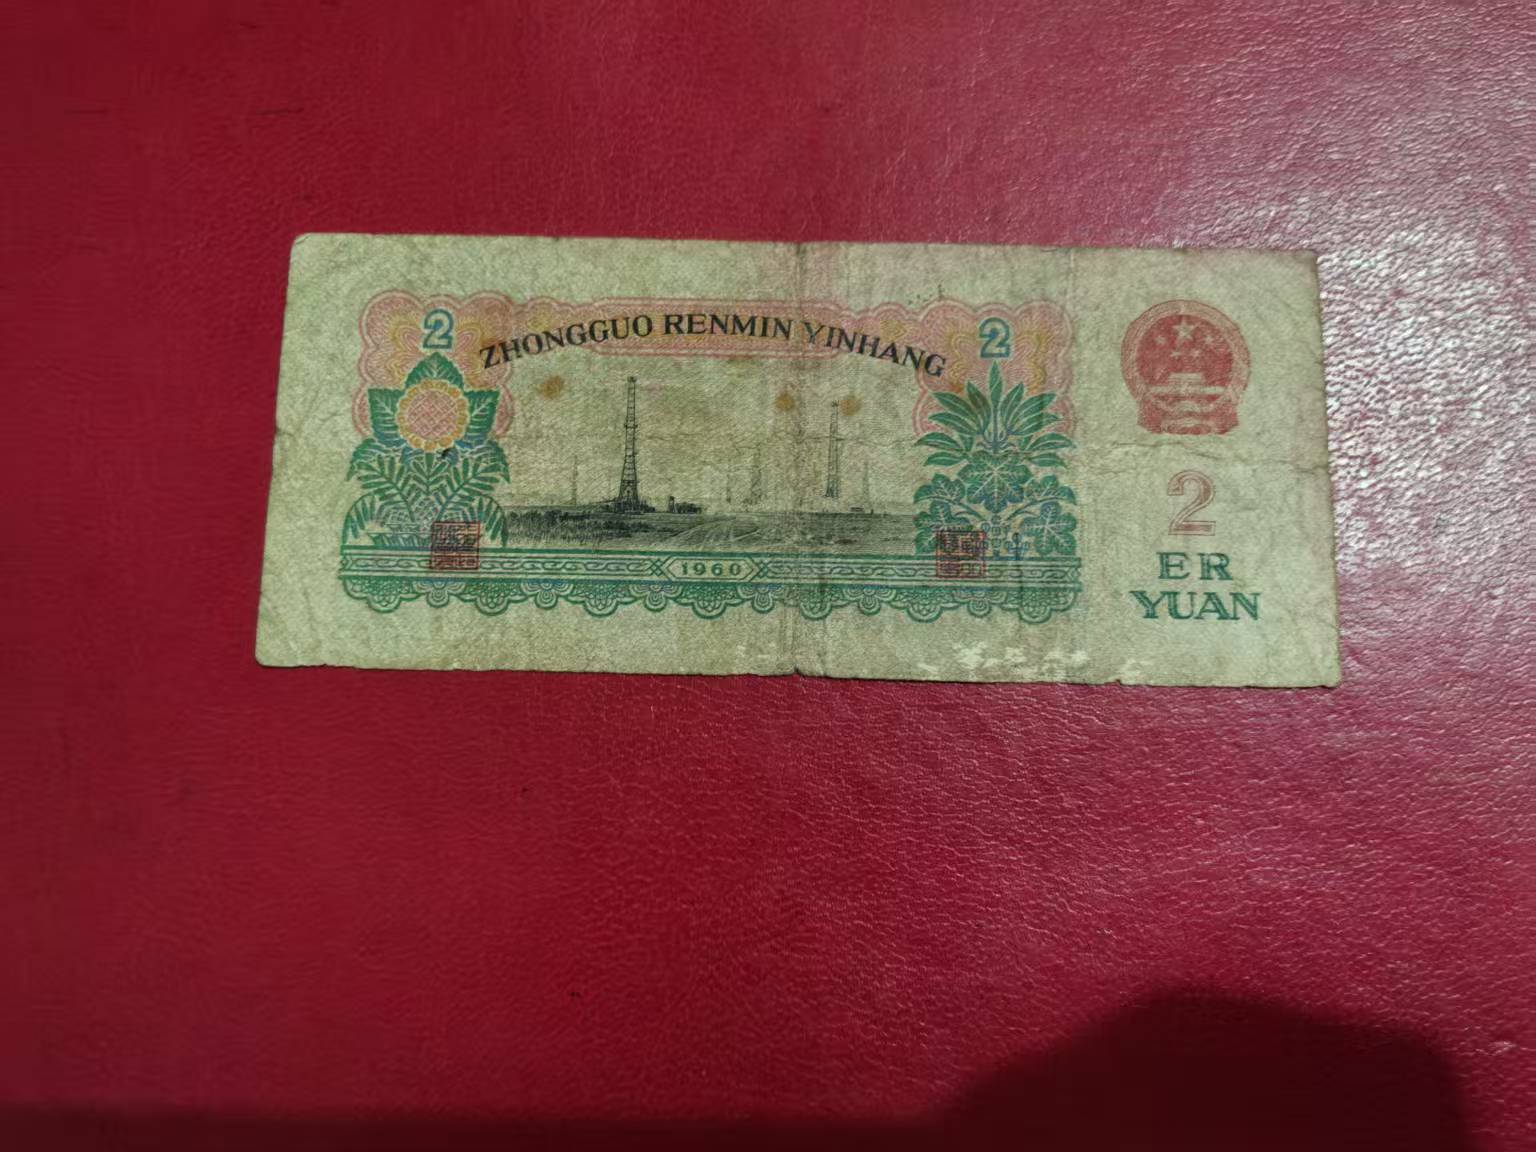 2 ZHONGGUO RENMIN YINHANG 2
1960
2
ER
YUAN